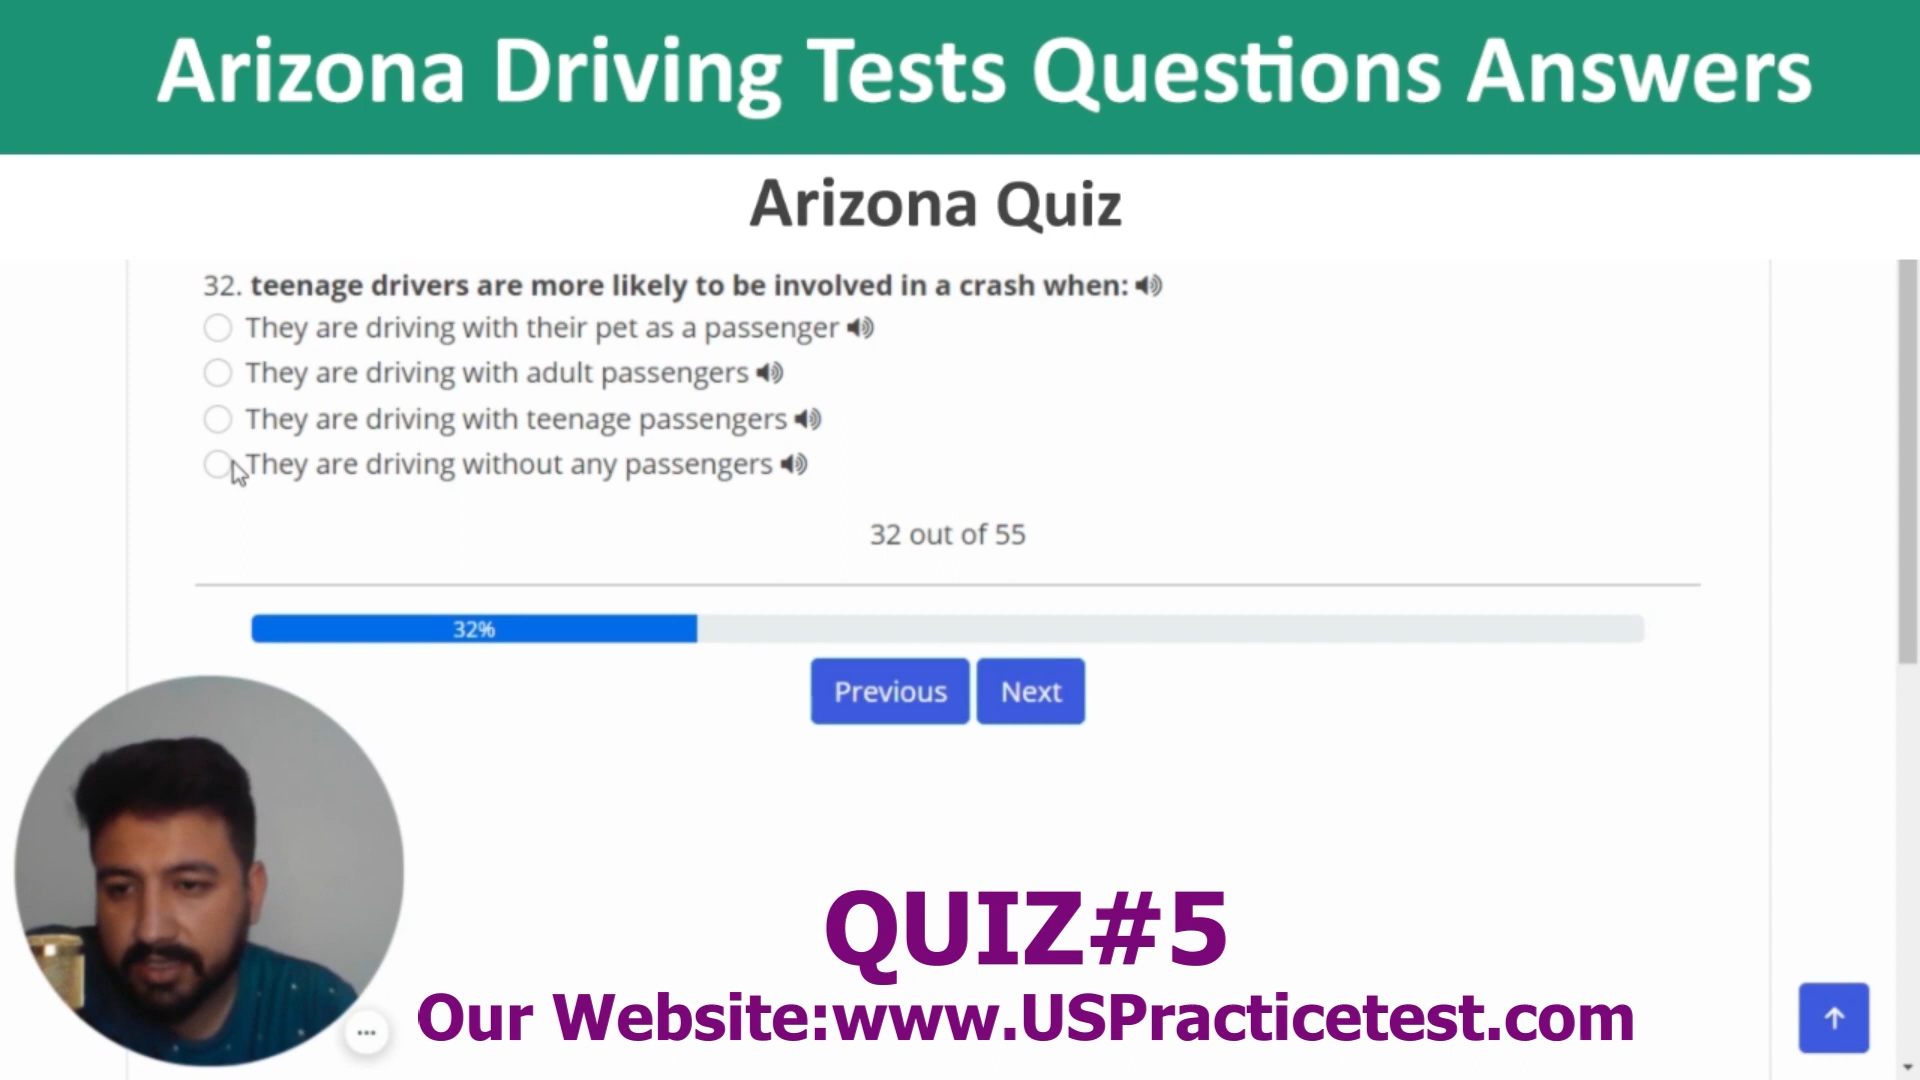 Arizona Driving Tests Questions Answers
Arizona Quiz
32. teenage drivers are more likely to be involved in a crash when:
They are driving with their pet as a passenger
They are driving with adult passengers
They are driving with teenage passengers
They are driving without any passengers
32 out of 55
32%
Previous Next
QUIZ#5
Our Website:www.USPracticetest.com